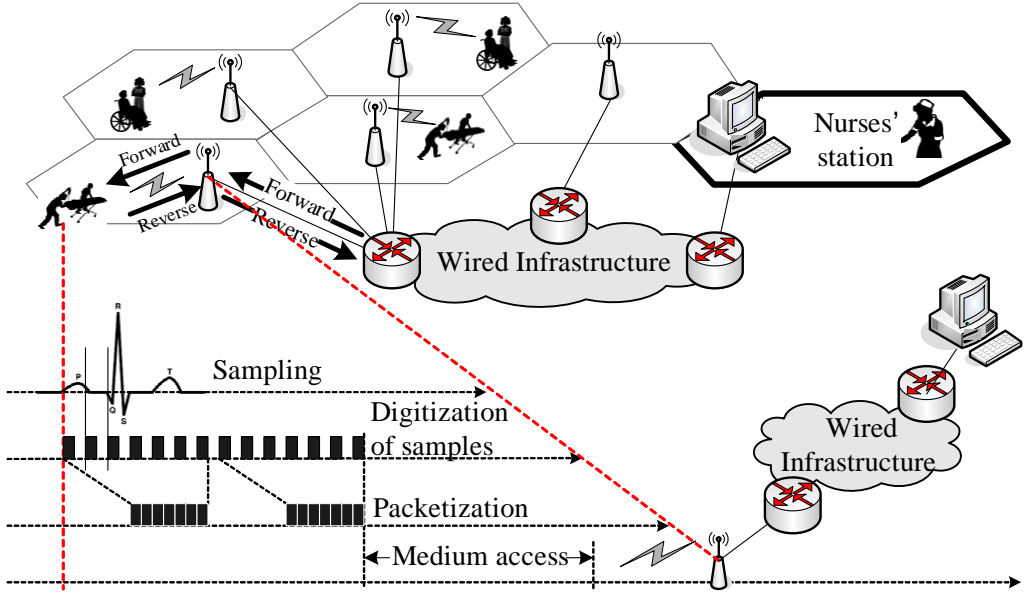 Nurses'
station
Forward
Reverse
Forward
Reverse
Wired Infrastructure
R
P
T
Q
S
Sampling
Digitization
of samples
Wired
Infrastructure
Packetization
Medium access